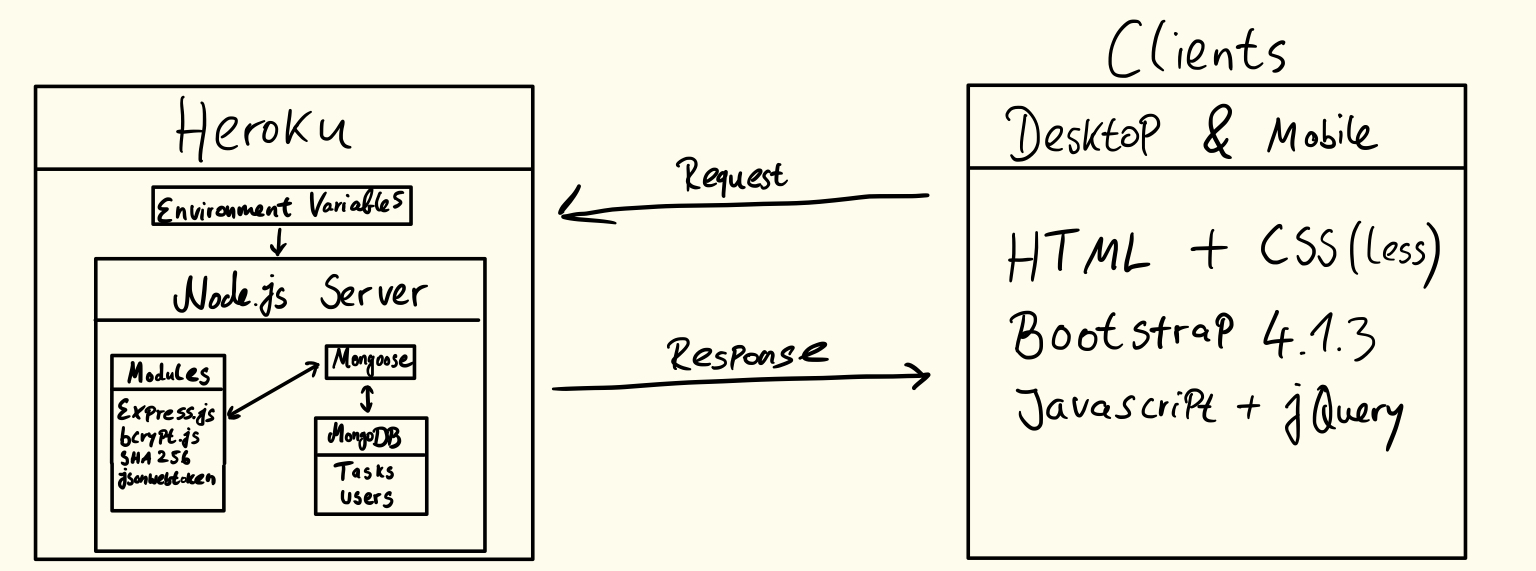 Clients
Heroku
Desktop & Mobile
Environment Variables
Request
Node.js Server
HTML + CSS (Less)
Bootstrap 4.1.3
Javascript + jQuery
Response
Modules
Express.js
bcrypt.js
SHA 256
jsonwebtoken
Mongoose
MongoDB
Tasks
users